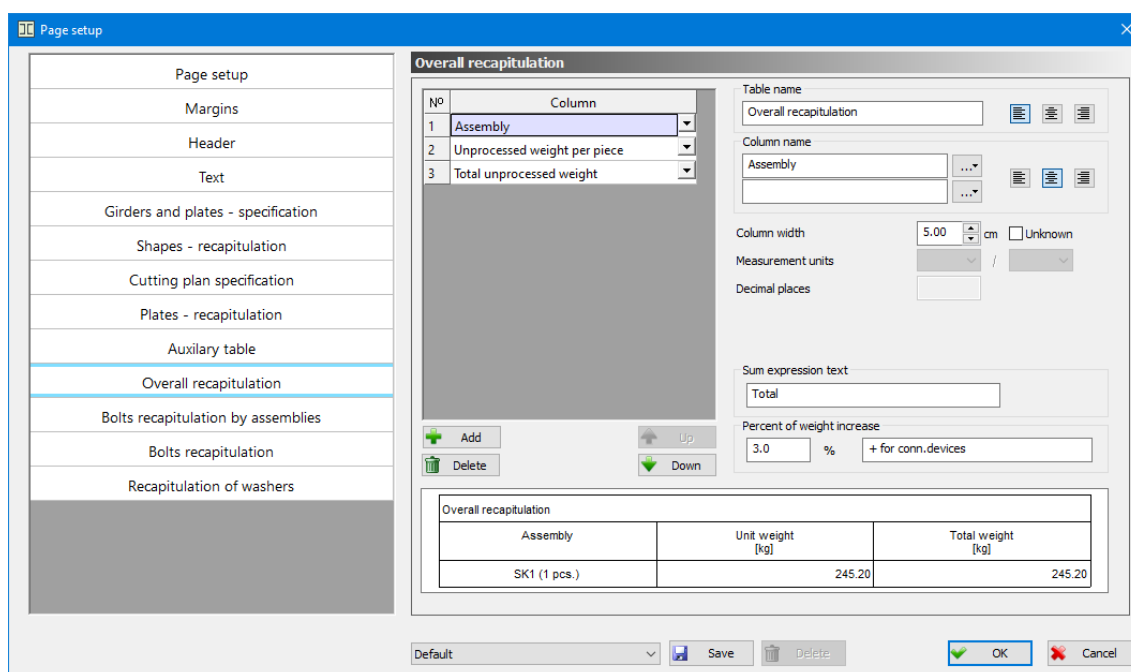 Page setup
Page setup
Margins
Header
Text
Girders and plates - specification
Shapes - recapitulation
Cutting plan specification
Plates - recapitulation
Auxilary table
Overall recapitulation
Bolts recapitulation by assemblies
Bolts recapitulation
Recapitulation of washers
Overall recapitulation
Nº Column
1 Assembly
2 Unprocessed weight per piece
3 Total unprocessed weight
Add Up
Delete Down
Table name
Overall recapitulation
Column name
Assembly ...
...
Column width 5.00 cm Unknown
Measurement units /
Decimal places
Sum expression text
Total
Percent of weight increase
3.0 % + for conn.devices
Overall recapitulation
Assembly Unit weight Total weight
[kg] [kg]
SK1 (1 pcs.) 245.20 245.20
Default Save Delete OK Cancel